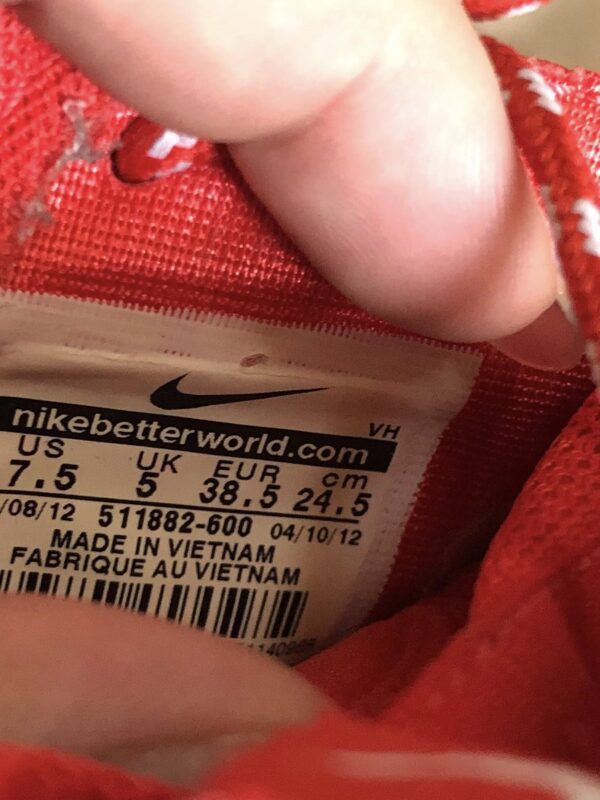 VH
nikebetterworld.com
US UK EUR cm
7.5 5 38.5 24.5
/08/12 511882-600 04/10/12
MADE IN VIETNAM
FABRIQUE AU VIETNAM